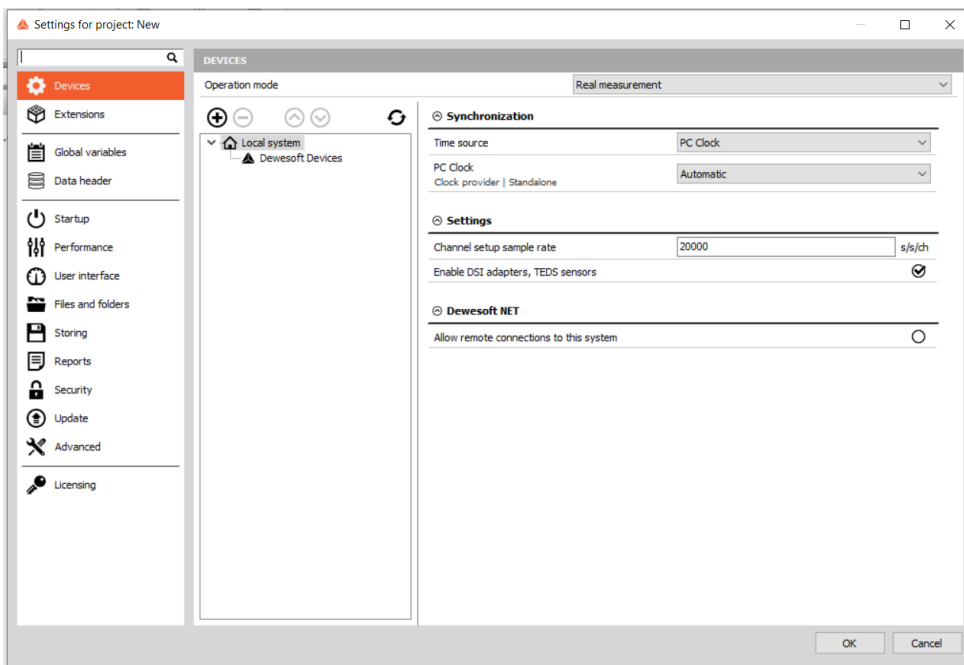 Settings for project: New
Devices
Extensions
Global variables
Data header
Startup
Performance
User interface
Files and folders
Storing
Reports
Security
Update
Advanced
Licensing
DEVICES
Operation mode
Real measurement
Local system
Dewesoft Devices
Synchronization
Time source
PC Clock
PC Clock
Clock provider | Standalone
Automatic
Settings
Channel setup sample rate
20000
s/s/ch
Enable DSI adapters, TEDS sensors
Dewesoft NET
Allow remote connections to this system
OK
Cancel